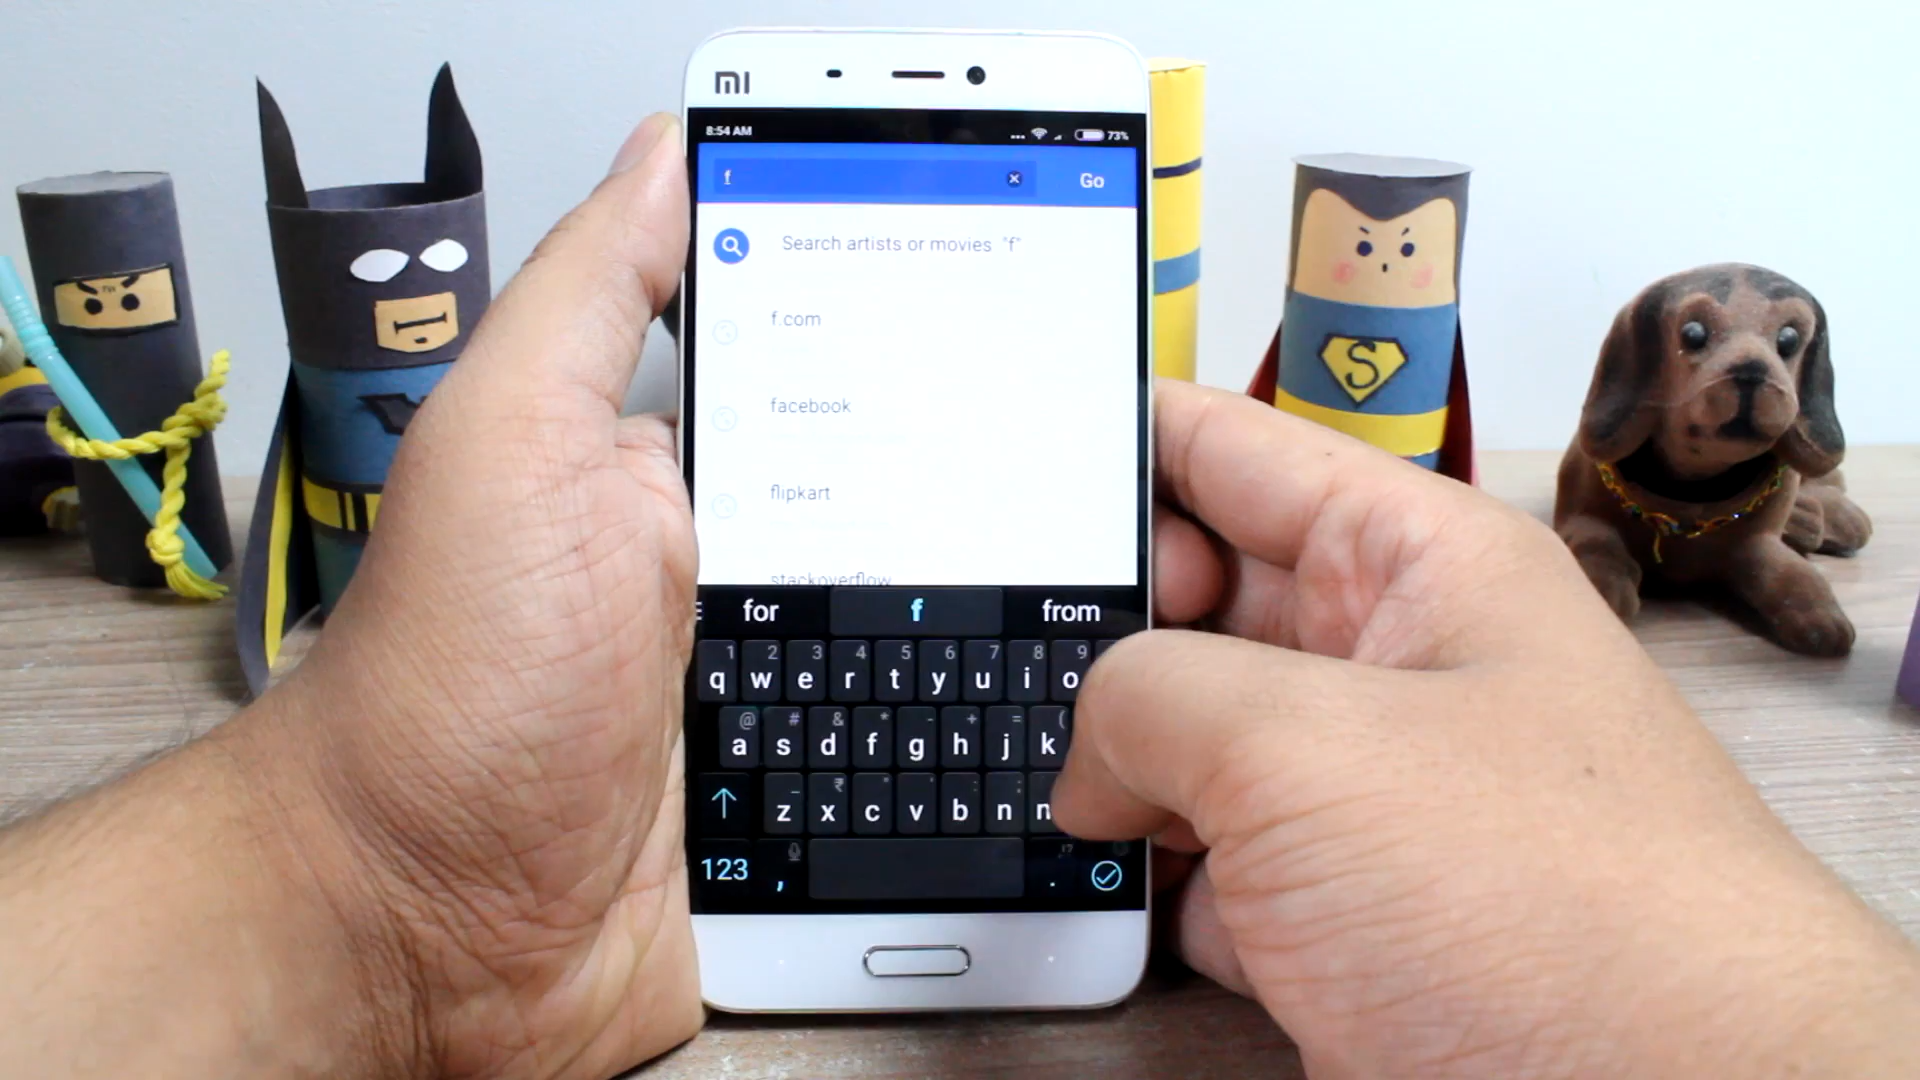 mi
8:54 AM 73%
f Go
Search artists or movies "f"
f.com
facebook
flipkart
stackoverflow
for f from
1 2 3 4 5 6 7 8 9
q w e r t y u i o
@ # & * - + = (
a s d f g h j k
₹
z x c v b n
123 , .
S